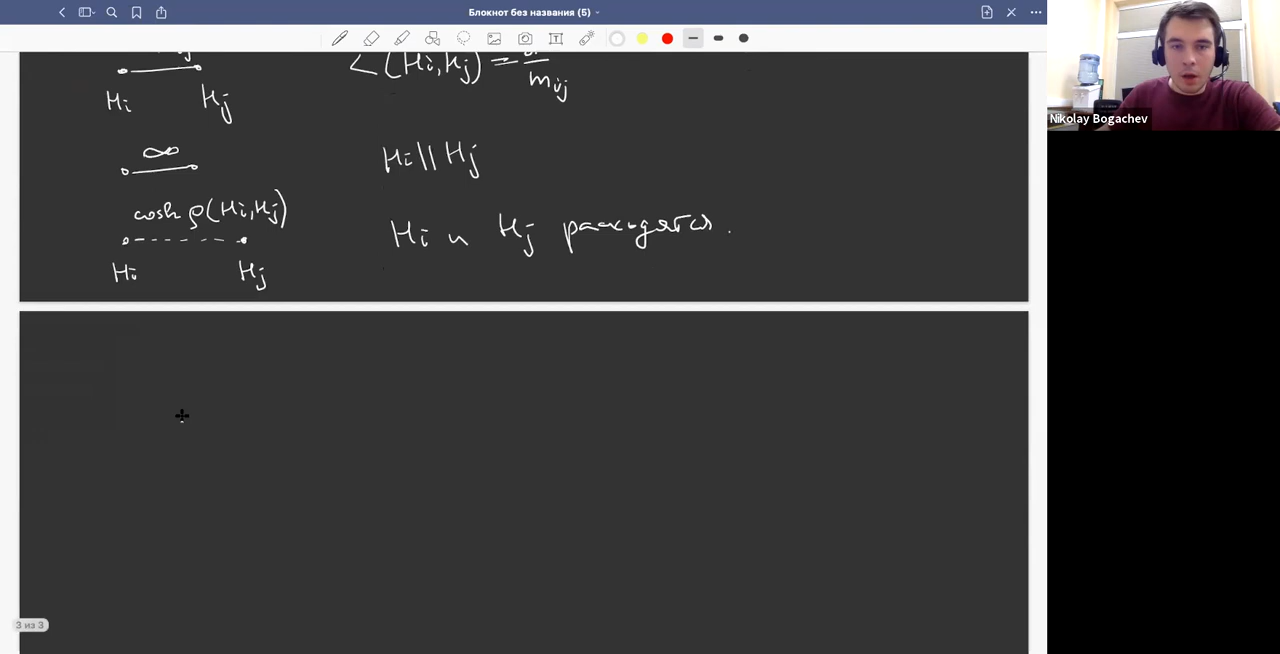 Блокнот без названия (5)
Nikolay Bogachev
Hi Hj
∠(Hi, Hj) = π/mij
∞
Hi || Hj
cosh ρ(Hi, Hj)
Hi Hj
Hi и Hj расходятся.
3 из 3